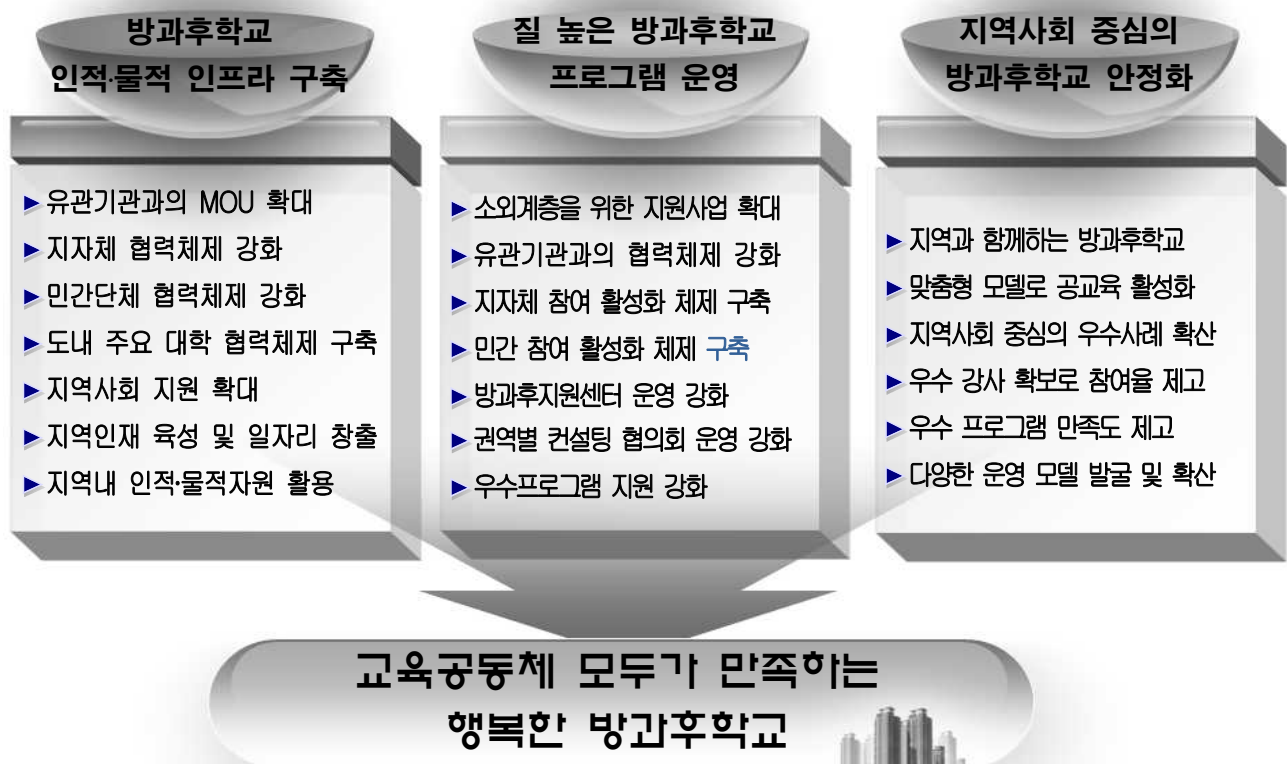 방과후학교
인적·물적 인프라 구축
▶유관기관과의 MOU 확대
▶지자체 협력체제 강화
▶민간단체 협력체제 강화
▶도내 주요 대학 협력체제 구축
▶지역사회 지원 확대
▶지역인재 육성 및 일자리 창출
▶지역내 인적·물적자원 활용
질 높은 방과후학교
프로그램 운영
▶소외계층을 위한 지원사업 확대
▶유관기관과의 협력체제 강화
▶지자체 참여 활성화 체제 구축
▶민간 참여 활성화 체제 구축
▶방과후지원센터 운영 강화
▶권역별 컨설팅 협의회 운영 강화
▶우수프로그램 지원 강화
지역사회 중심의
방과후학교 안정화
▶지역과 함께하는 방과후학교
▶맞춤형 모델로 공교육 활성화
▶지역사회 중심의 우수사례 확산
▶우수 강사 확보로 참여율 제고
▶우수 프로그램 만족도 제고
▶다양한 운영 모델 발굴 및 확산
교육공동체 모두가 만족하는
행복한 방과후학교